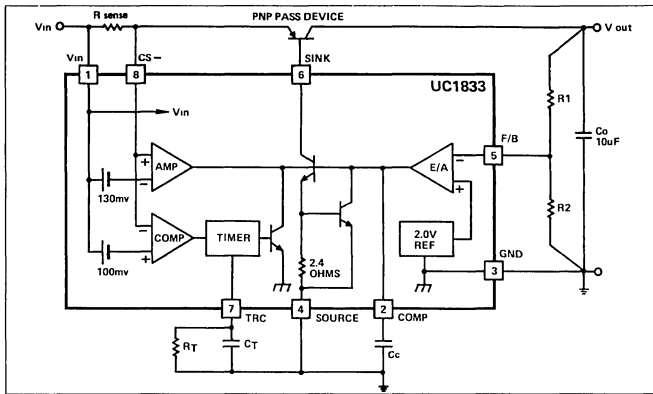 R sense
PNP PASS DEVICE
VIN
V out
VIN
CS−
SINK
1
8
6
UC1833
VIN
R1
F/B
Co
10uF
+
AMP
−
E/A
−
+
5
130mv
R2
−
COMP
+
TIMER
2.0V
REF
100mv
2.4
OHMS
GND
3
7
4
2
TRC
SOURCE
COMP
RT
CT
Cc